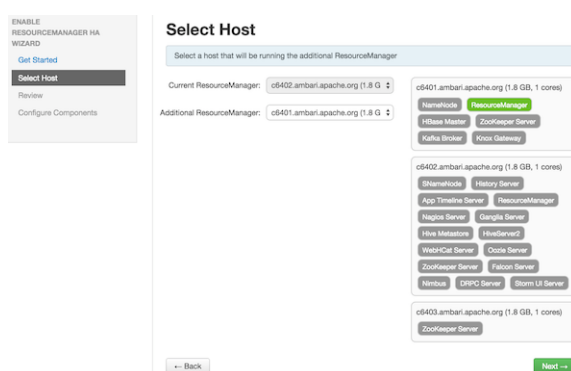 ENABLE
RESOURCEMANAGER HA
WIZARD
Get Started
Select Host
Review
Configure Components
Select Host
Select a host that will be running the additional ResourceManager
Current ResourceManager: c6402.ambari.apache.org (1.8 G
Additional ResourceManager: c6401.ambari.apache.org (1.8 G
c6401.ambari.apache.org (1.8 GB, 1 cores)
NameNode ResourceManager
HBase Master ZooKeeper Server
Kafka Broker Knox Gateway
c6402.ambari.apache.org (1.8 GB, 1 cores)
SNameNode History Server
App Timeline Server ResourceManager
Nagios Server Ganglia Server
Hive Metastore HiveServer2
WebHCat Server Oozie Server
ZooKeeper Server Falcon Server
Nimbus DRPC Server Storm UI Server
c6403.ambari.apache.org (1.8 GB, 1 cores)
ZooKeeper Server
← Back
Next →